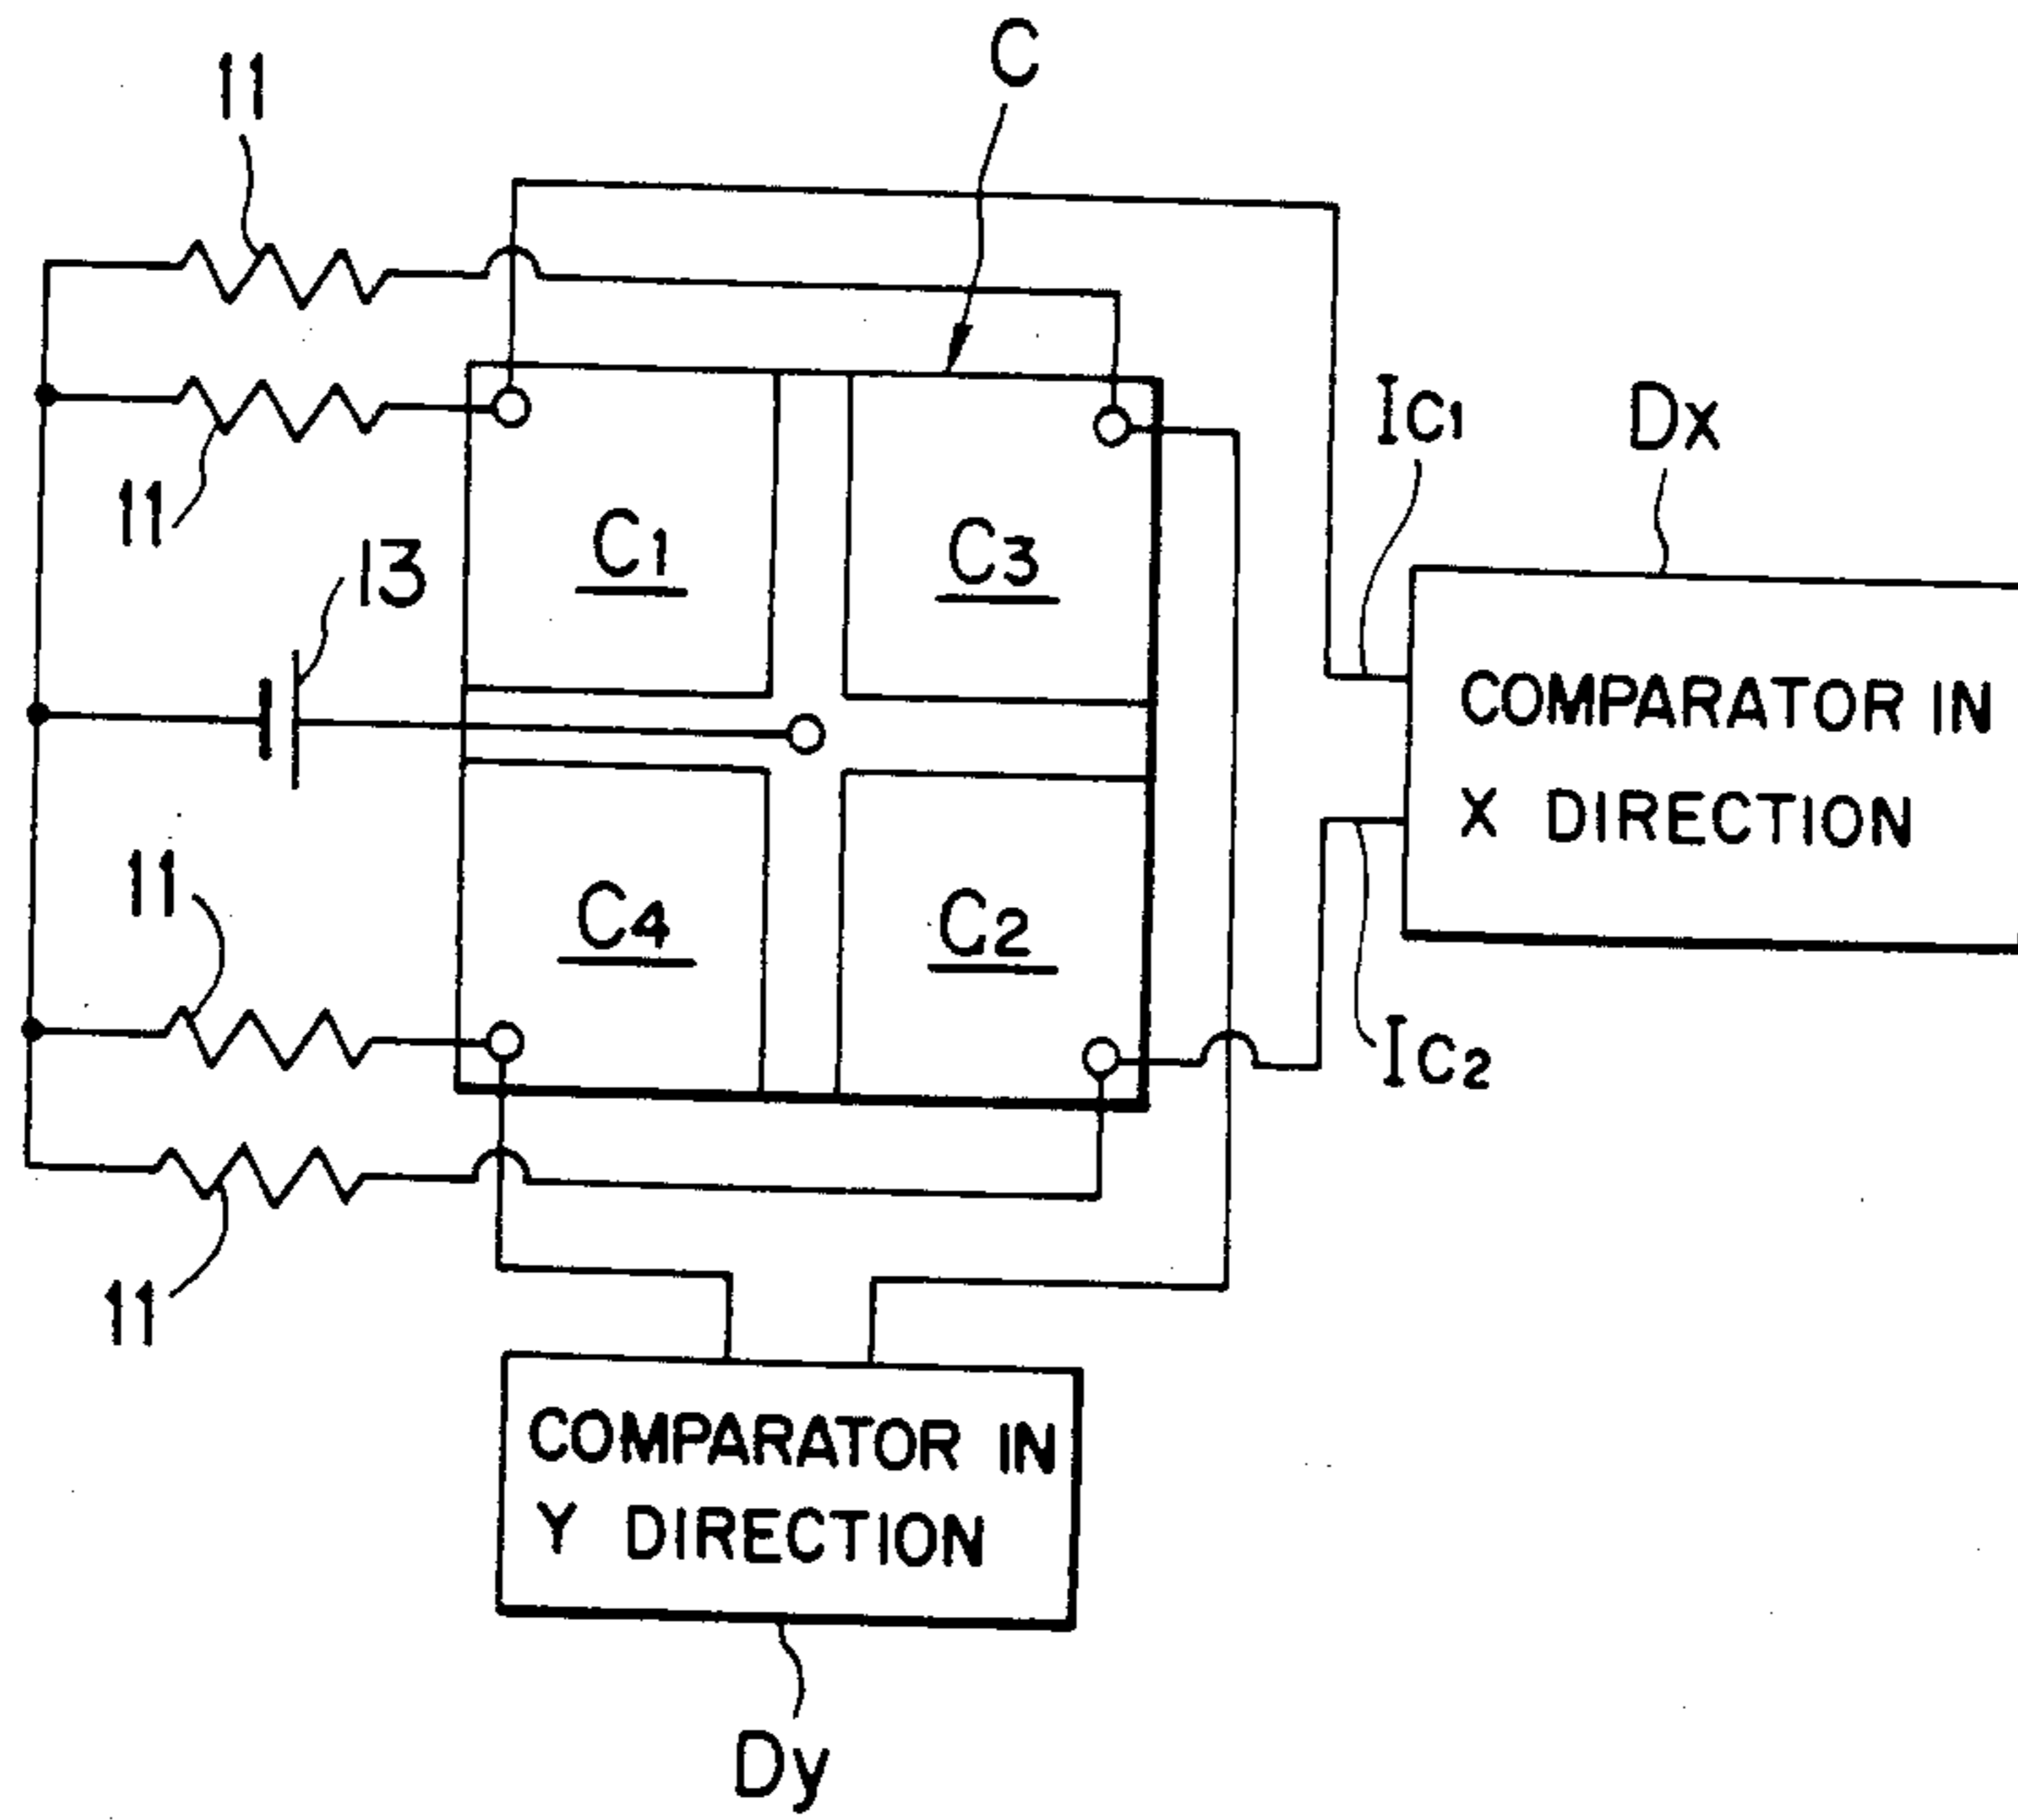 C
11
11
IC1
Dx
C1
C3
13
COMPARATOR IN
X DIRECTION
11
C4
C2
IC2
11
COMPARATOR IN
Y DIRECTION
Dy